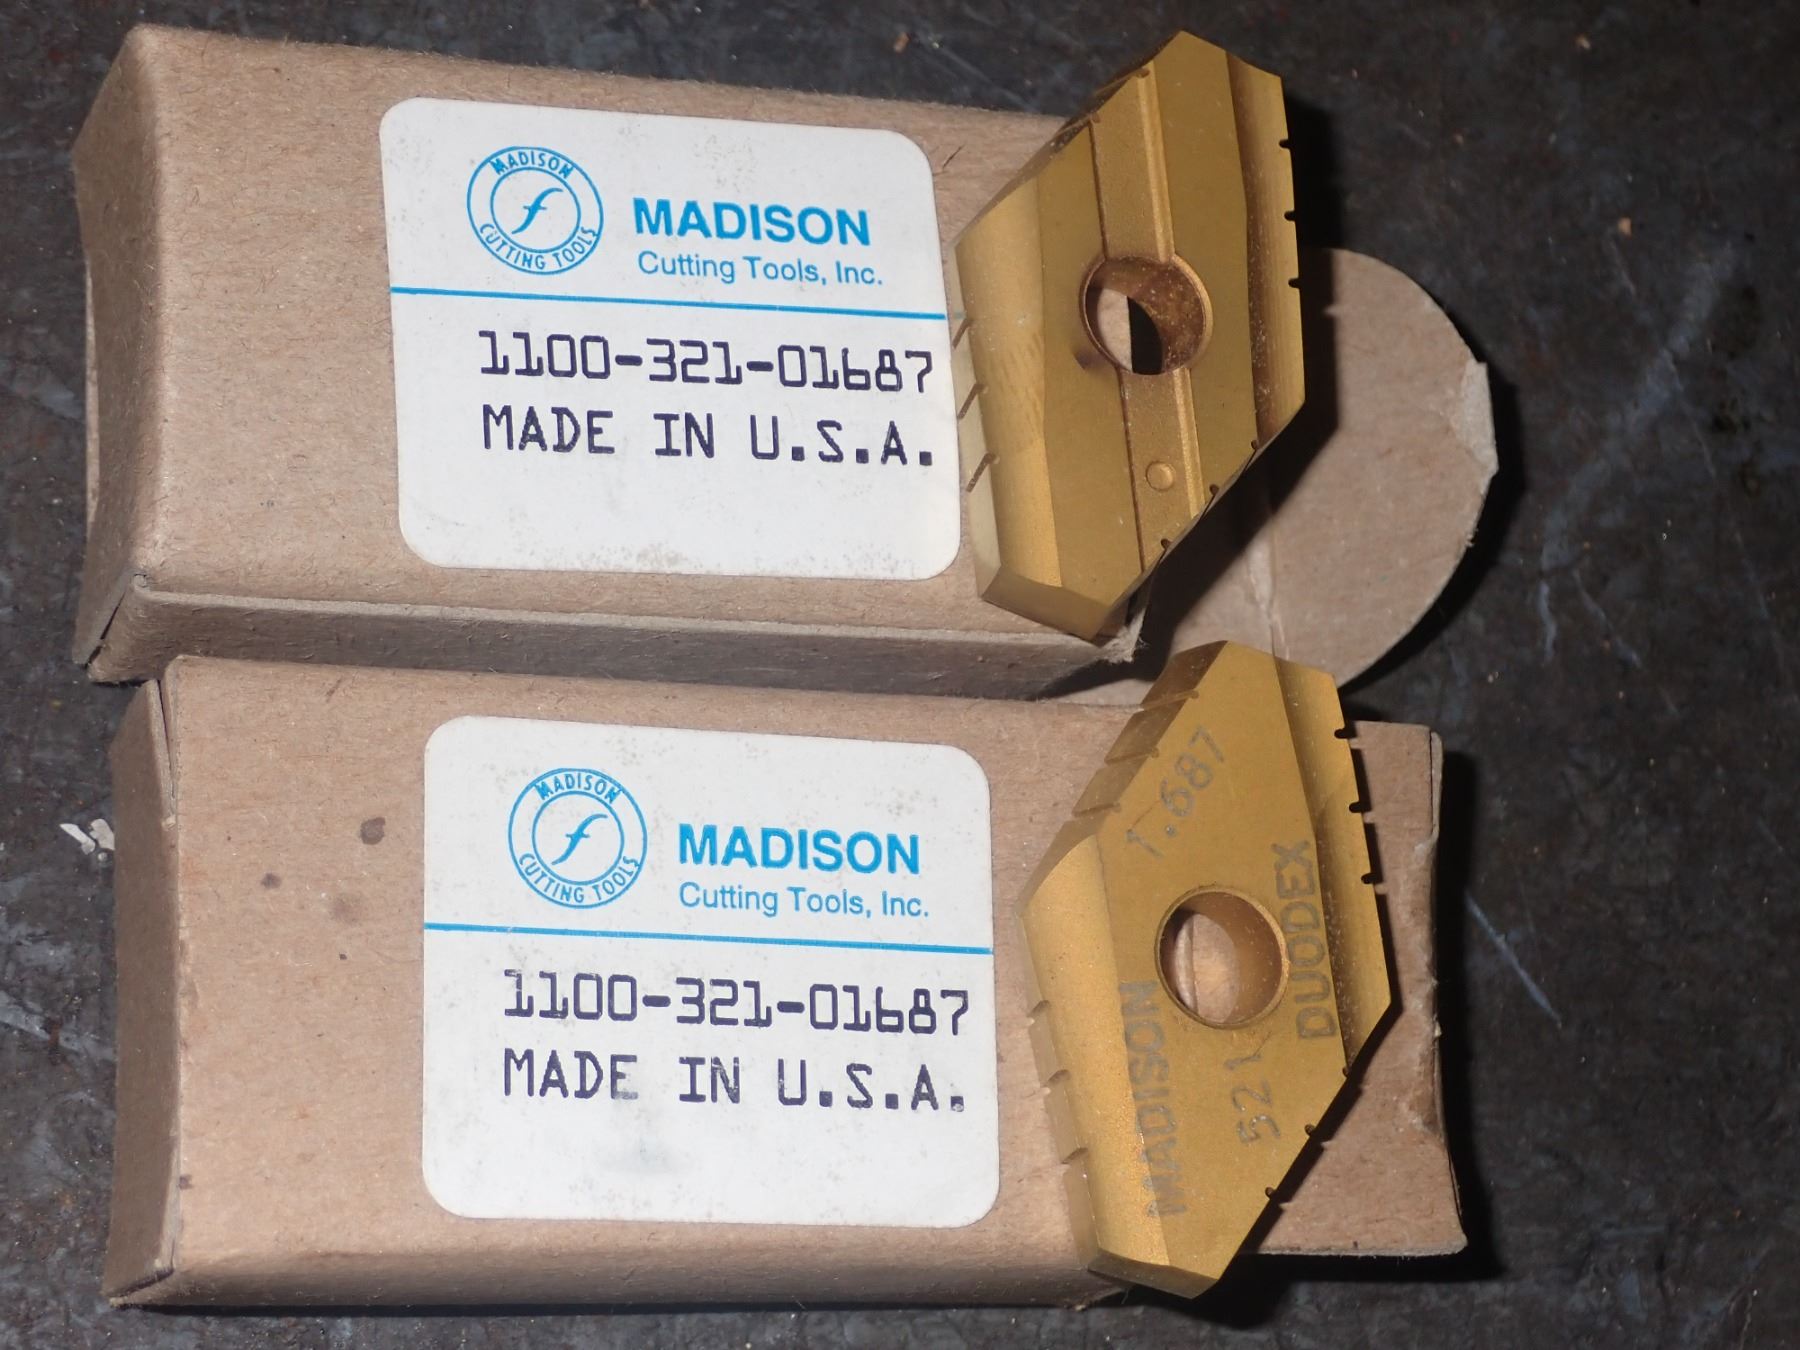 MADISON
CUTTING TOOLS
f
MADISON
Cutting Tools, Inc.
1100-321-01687
MADE IN U.S.A.
MADISON
CUTTING TOOLS
f
MADISON
Cutting Tools, Inc.
1100-321-01687
MADE IN U.S.A.
1.687
DUODEX
MADISON
521